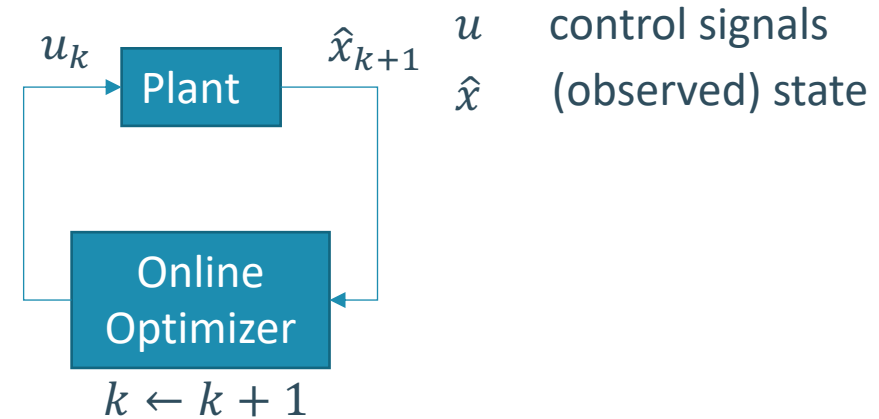 u_k
Plant
x̂_{k+1}
u control signals
x̂ (observed) state
Online
Optimizer
k ← k + 1